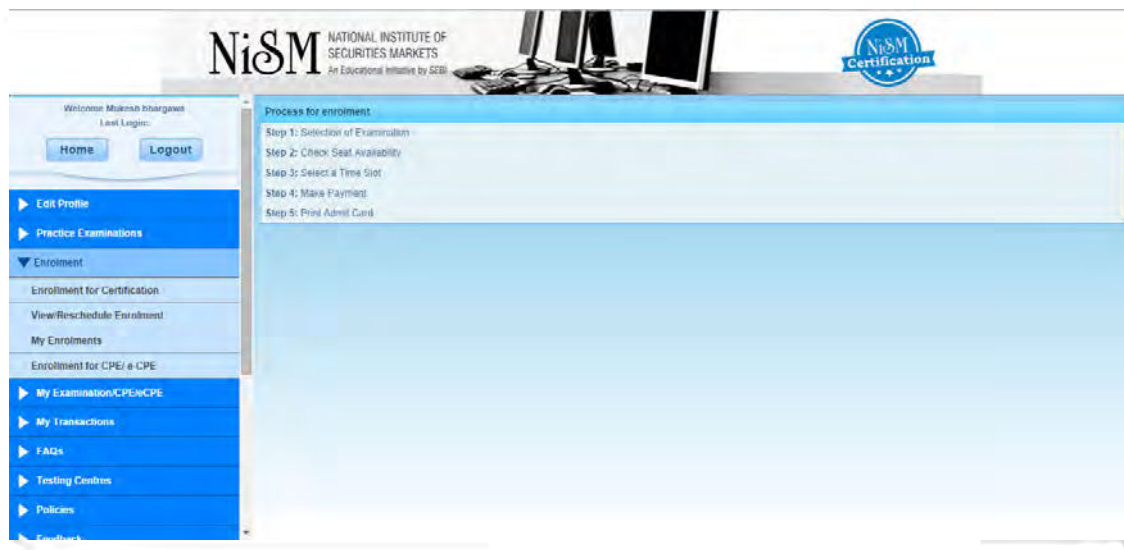 NiSM
NATIONAL INSTITUTE OF
SECURITIES MARKETS
An Educational Initiative by SEBI
NiSM
Certification
Welcome Mukesh bhargawa
Last Login:
Home
Logout
Edit Profile
Practice Examinations
Enrolment
Enrollment for Certification
View/Reschedule Enrolment
My Enrolments
Enrollment for CPE/ e-CPE
My Examination/CPE/eCPE
My Transactions
FAQs
Testing Centres
Policies
Feedback
Process for enrolment
Step 1: Selection of Examination
Step 2: Check Seat Availability
Step 3: Select a Time Slot
Step 4: Make Payment
Step 5: Print Admit Card